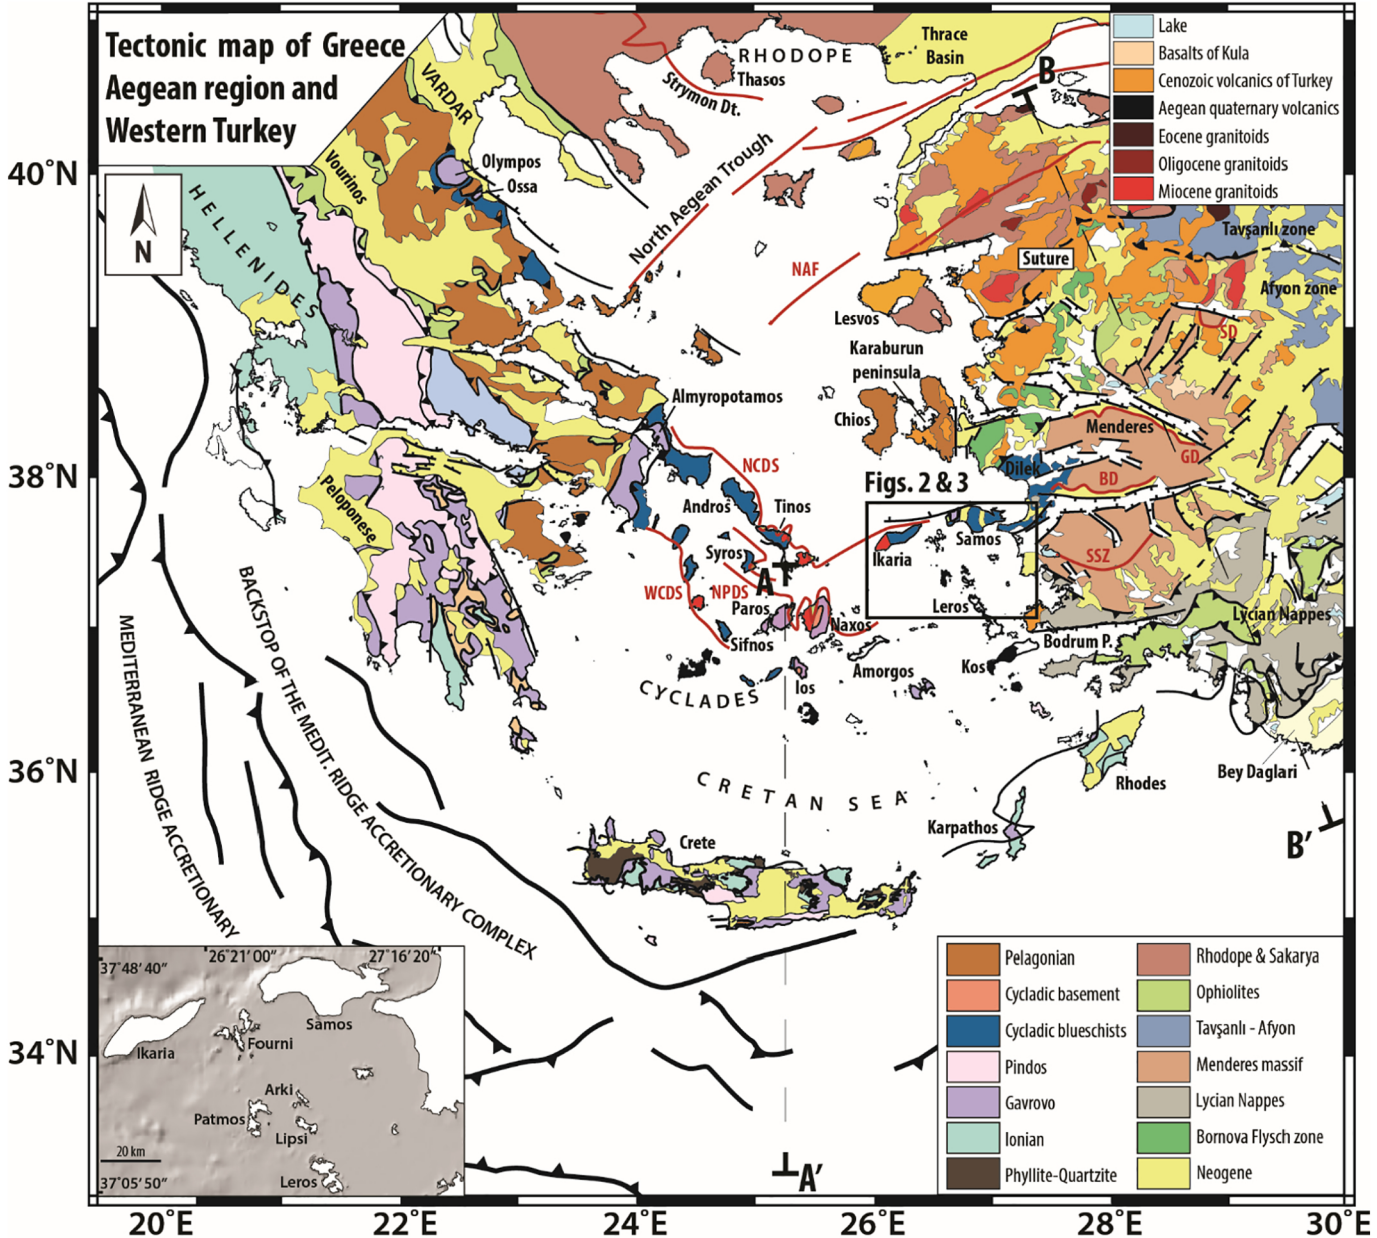 Tectonic map of Greece
Aegean region and
Western Turkey
Lake
Basalts of Kula
Cenozoic volcanics of Turkey
Aegean quaternary volcanics
Eocene granitoids
Oligocene granitoids
Miocene granitoids
N
HELLENIDES
VARDAR
Vourinos
Olympos
Ossa
RHODOPE
Thasos
Strymon Dt.
Thrace
Basin
B
North Aegean Trough
NAF
Suture
Tavşanlı zone
Afyon zone
SD
Lesvos
Karaburun
peninsula
Chios
Almyropotamos
Menderes
GD
BD
Dilek
NCDS
Figs. 2 & 3
Andros
Tinos
Samos
Ikaria
Syros
A
SSZ
WCDS
NPDS
Paros
Leros
Naxos
Lycian Nappes
Sifnos
Bodrum P.
Amorgos
Kos
Ios
CYCLADES
Peloponese
MEDITERRANEAN RIDGE ACCRETIONARY
BACKSTOP OF THE MEDIT. RIDGE ACCRETIONARY COMPLEX
CRETAN SEA
Rhodes
Bey Daglari
Karpathos
B'
Crete
A'
37°48'40"
26°21'00"
27°16'20"
Samos
Ikaria
Fourni
Arki
Patmos
Lipsi
20 km
Leros
37°05'50"
Pelagonian
Cycladic basement
Cycladic blueschists
Pindos
Gavrovo
Ionian
Phyllite-Quartzite
Rhodope & Sakarya
Ophiolites
Tavşanlı - Afyon
Menderes massif
Lycian Nappes
Bornova Flysch zone
Neogene
40°N
38°N
36°N
34°N
20°E
22°E
24°E
26°E
28°E
30°E